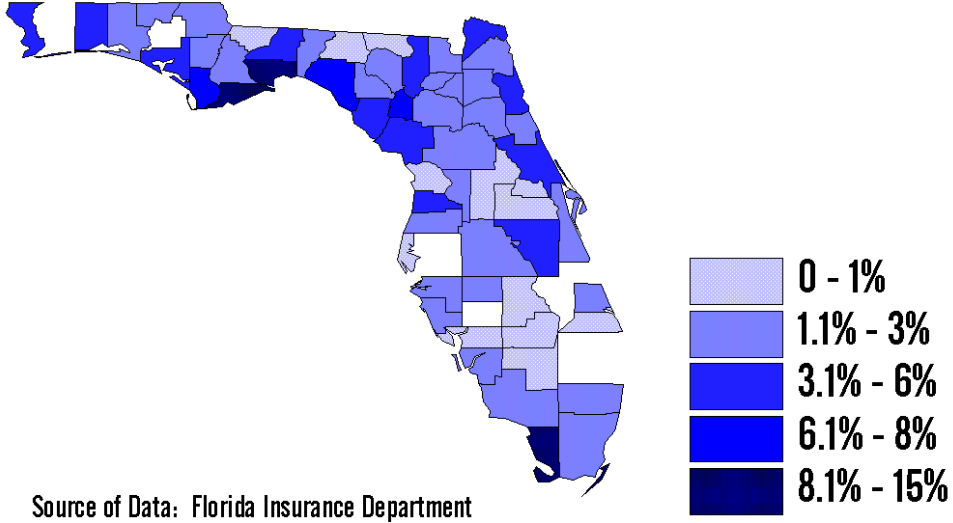 0 - 1%
1.1% - 3%
3.1% - 6%
6.1% - 8%
8.1% - 15%
Source of Data: Florida Insurance Department